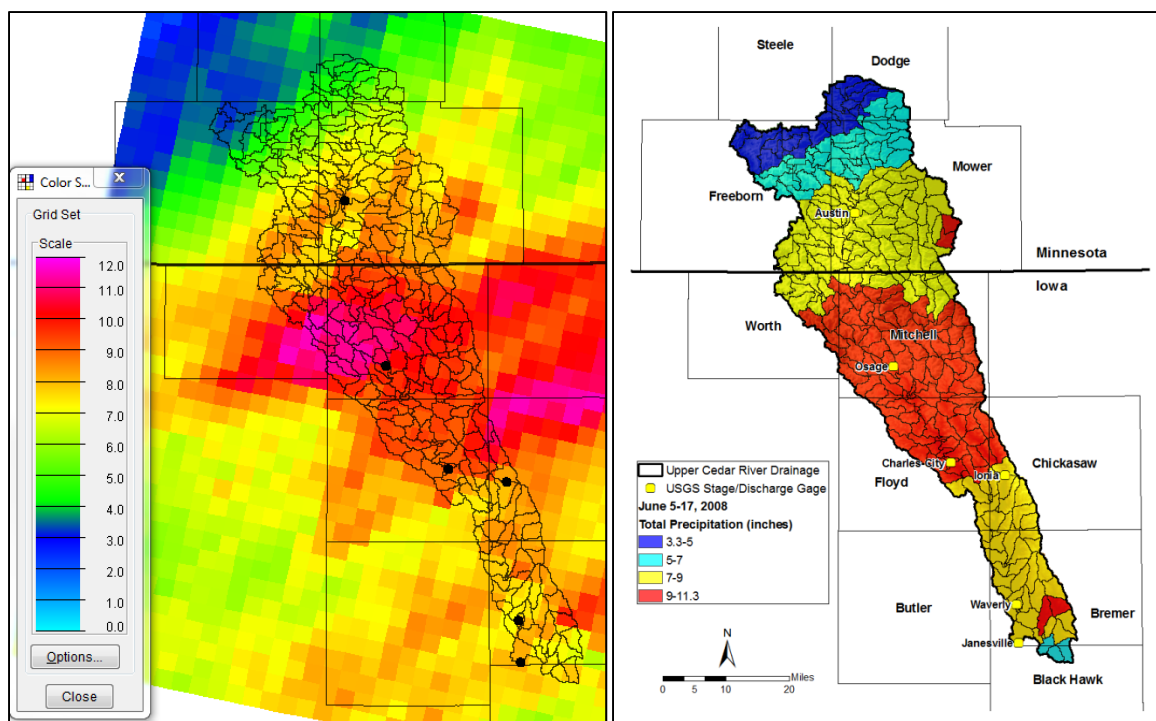 Color S...
X
Grid Set
Scale
12.0
11.0
10.0
9.0
8.0
7.0
6.0
5.0
4.0
3.0
2.0
1.0
0.0
Options...
Close
Steele
Dodge
Mower
Freeborn
Austin
Minnesota
Iowa
Worth
Mitchell
Osage
Charles City
Ionia
Chickasaw
Floyd
Upper Cedar River Drainage
USGS Stage/Discharge Gage
June 5-17, 2008
Total Precipitation (inches)
3.3-5
5-7
7-9
9-11.3
Butler
Waverly
Bremer
Janesville
Black Hawk
N
Miles
0 5 10 20